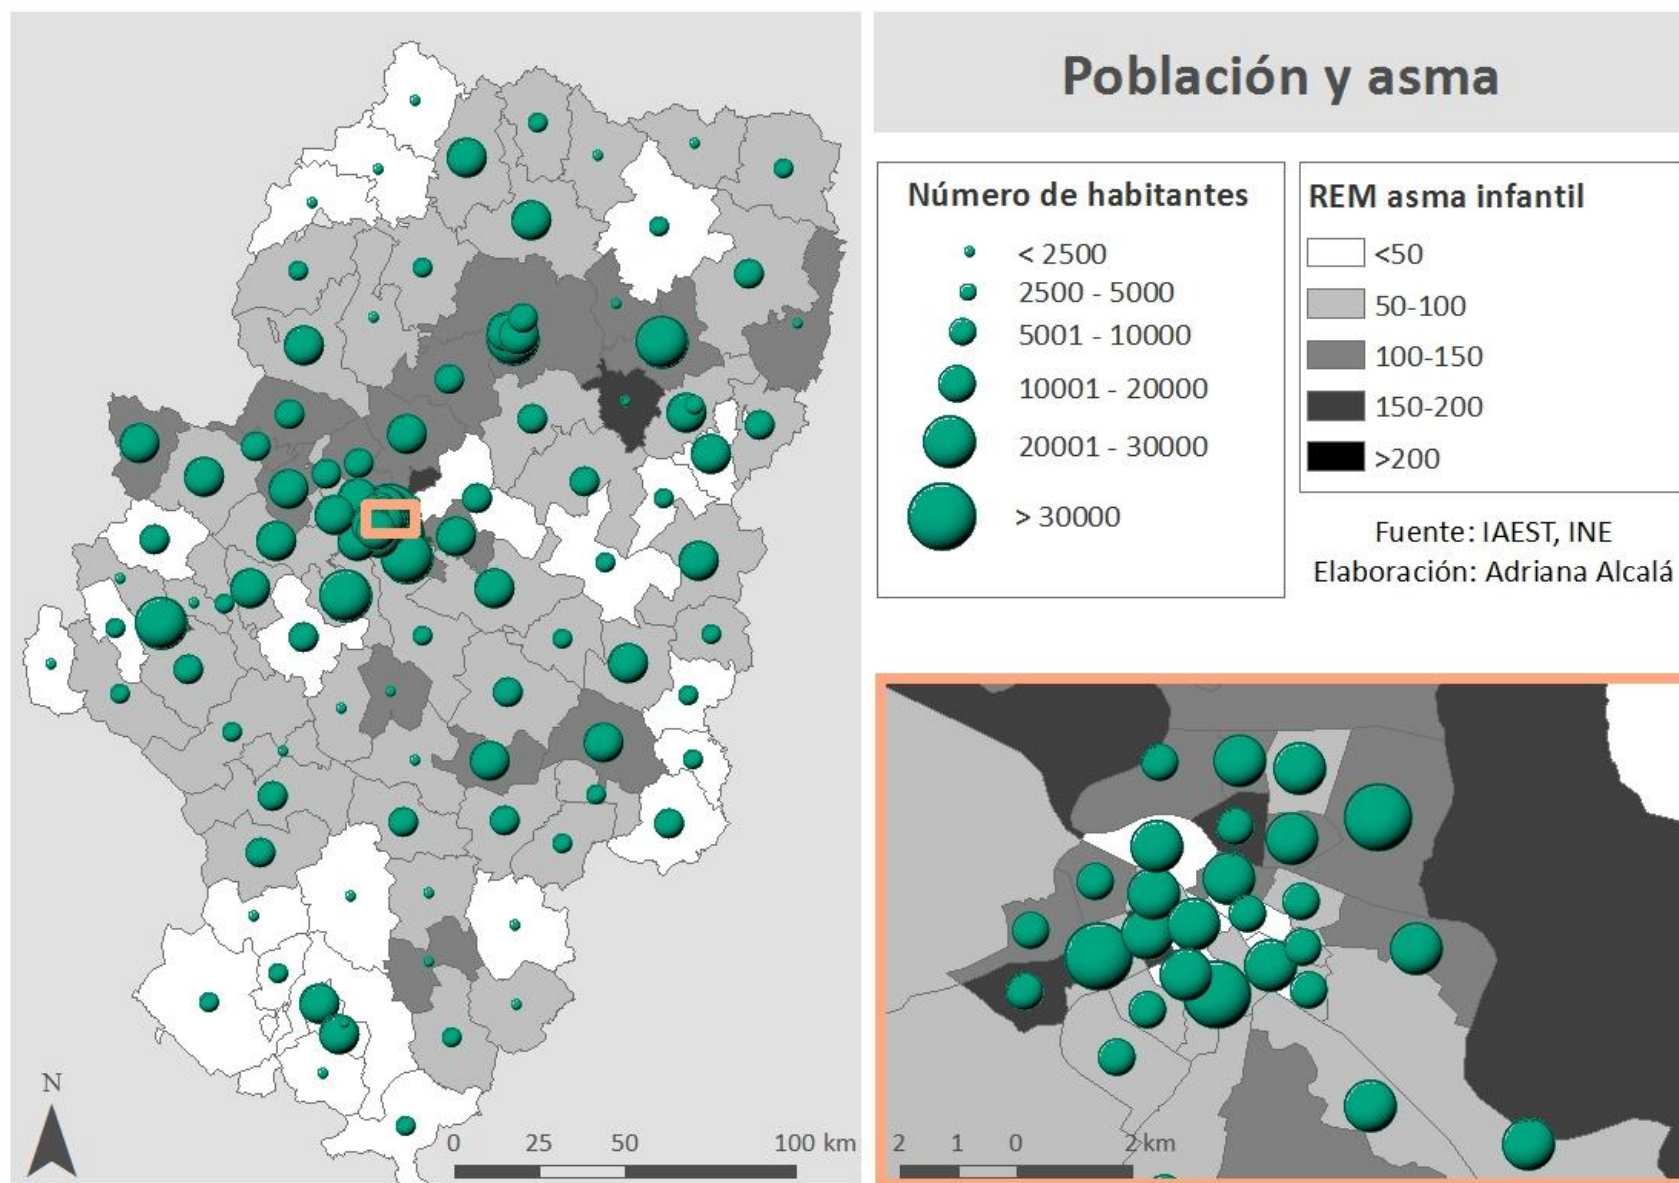 Población y asma
Número de habitantes
< 2500
2500 - 5000
5001 - 10000
10001 - 20000
20001 - 30000
> 30000
REM asma infantil
<50
50-100
100-150
150-200
>200
Fuente: IAEST, INE
Elaboración: Adriana Alcalá
N
0 25 50 100 km
2 1 0 2 km